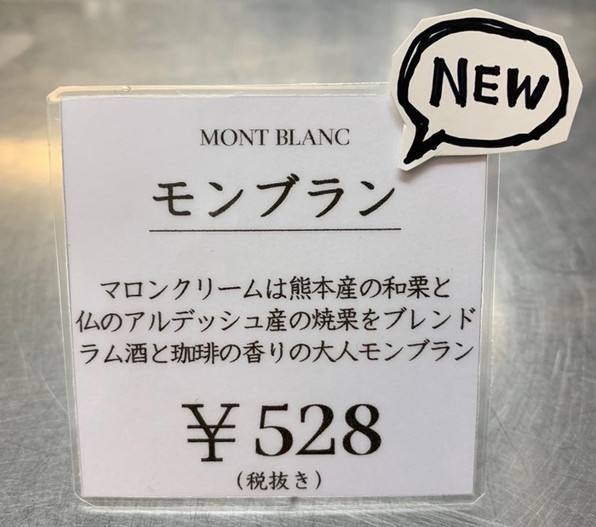 NEW
MONT BLANC
モンブラン
マロンクリームは熊本産の和栗と
仏のアルデッシュ産の焼栗をブレンド
ラム酒と珈琲の香りの大人モンブラン
￥528
（税抜き）